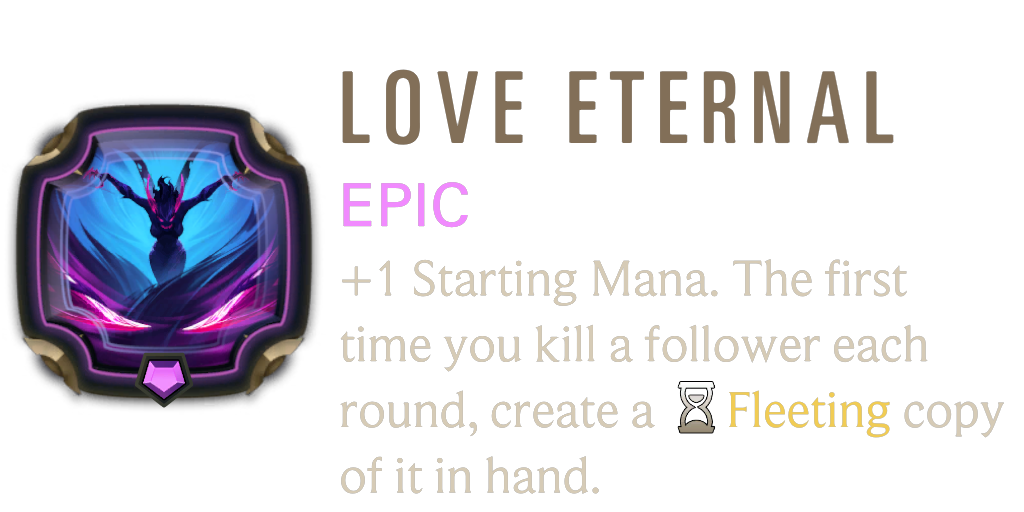 LOVE ETERNAL
EPIC
+1 Starting Mana. The first
time you kill a follower each
round, create a Fleeting copy
of it in hand.